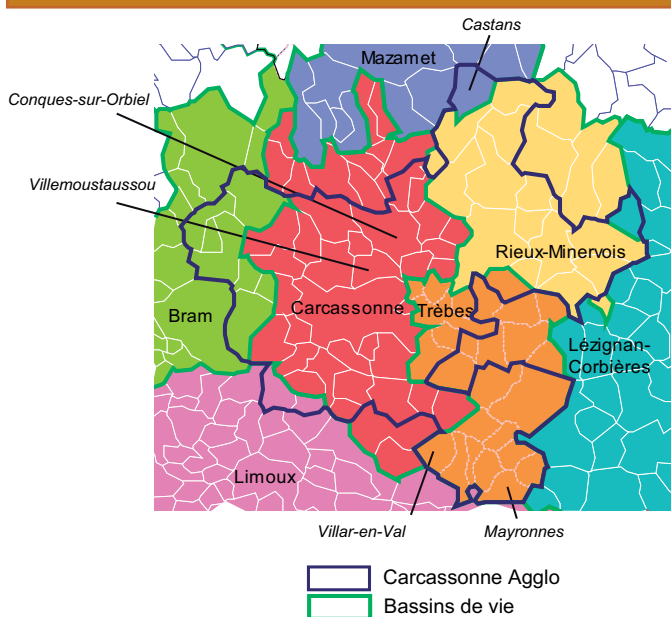 Castans
Mazamet
Conques-sur-Orbiel
Villemoustaussou
Rieux-Minervois
Bram
Carcassonne
Trèbes
Lézignan-
Corbières
Limoux
Villar-en-Val
Mayronnes
Carcassonne Agglo
Bassins de vie